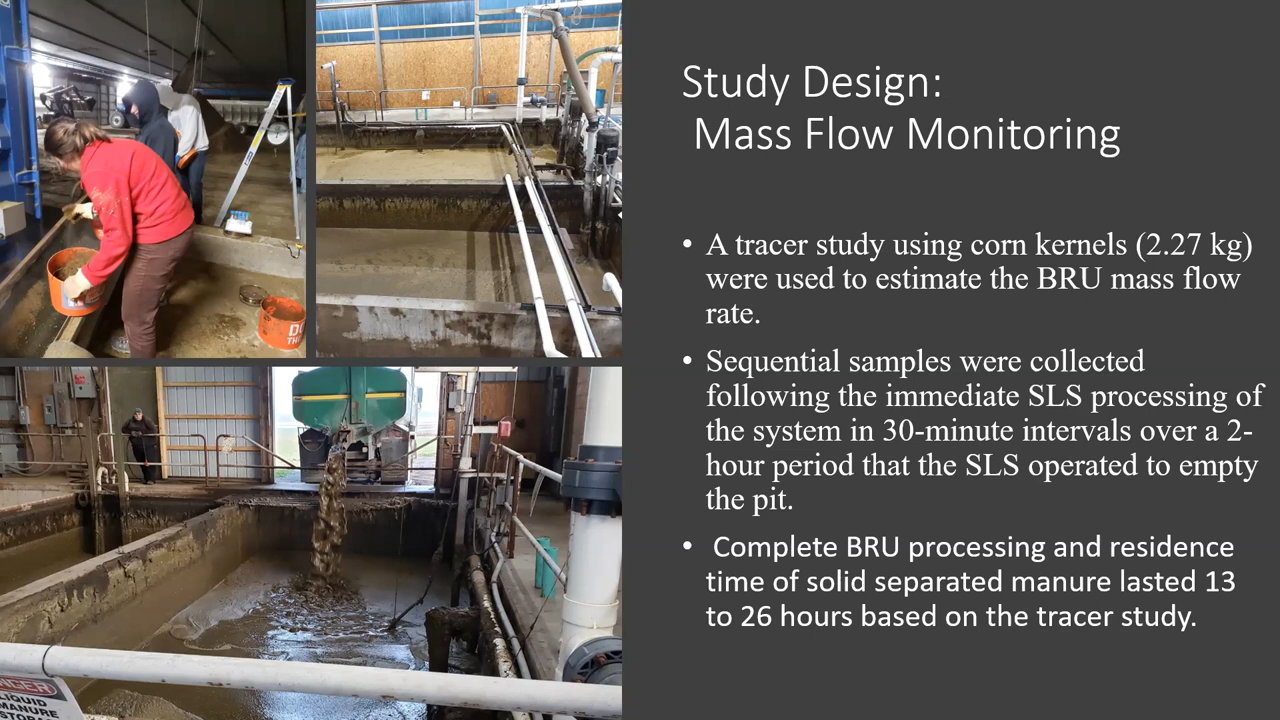 Study Design:
Mass Flow Monitoring
• A tracer study using corn kernels (2.27 kg)
were used to estimate the BRU mass flow
rate.
• Sequential samples were collected
following the immediate SLS processing of
the system in 30-minute intervals over a 2-
hour period that the SLS operated to empty
the pit.
• Complete BRU processing and residence
time of solid separated manure lasted 13
to 26 hours based on the tracer study.
LIQUID
MANURE